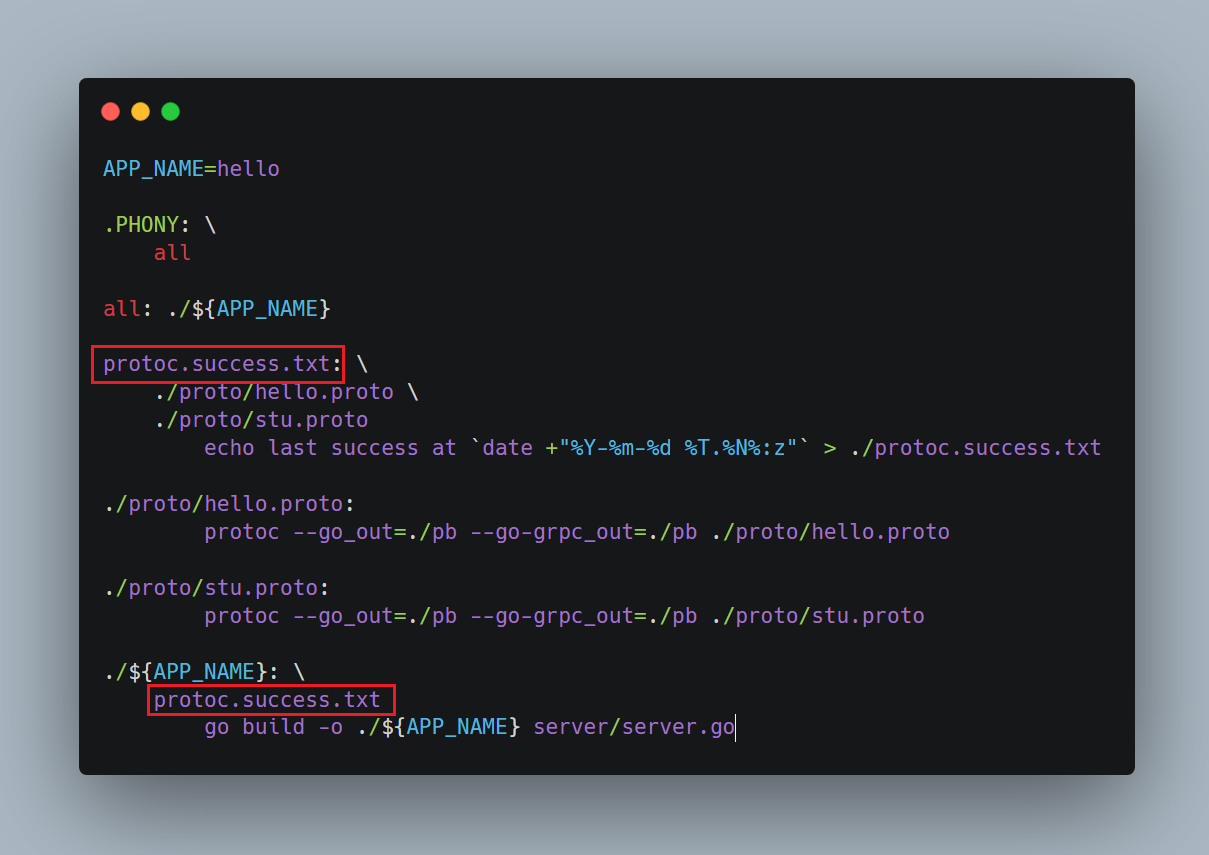 APP_NAME=hello
.PHONY: \
all
all: ./${APP_NAME}
protoc.success.txt: \
./proto/hello.proto \
./proto/stu.proto
echo last success at `date +"%Y-%m-%d %T.%N%:z"` > ./protoc.success.txt
./proto/hello.proto:
protoc --go_out=./pb --go-grpc_out=./pb ./proto/hello.proto
./proto/stu.proto:
protoc --go_out=./pb --go-grpc_out=./pb ./proto/stu.proto
./${APP_NAME}: \
protoc.success.txt
go build -o ./${APP_NAME} server/server.go